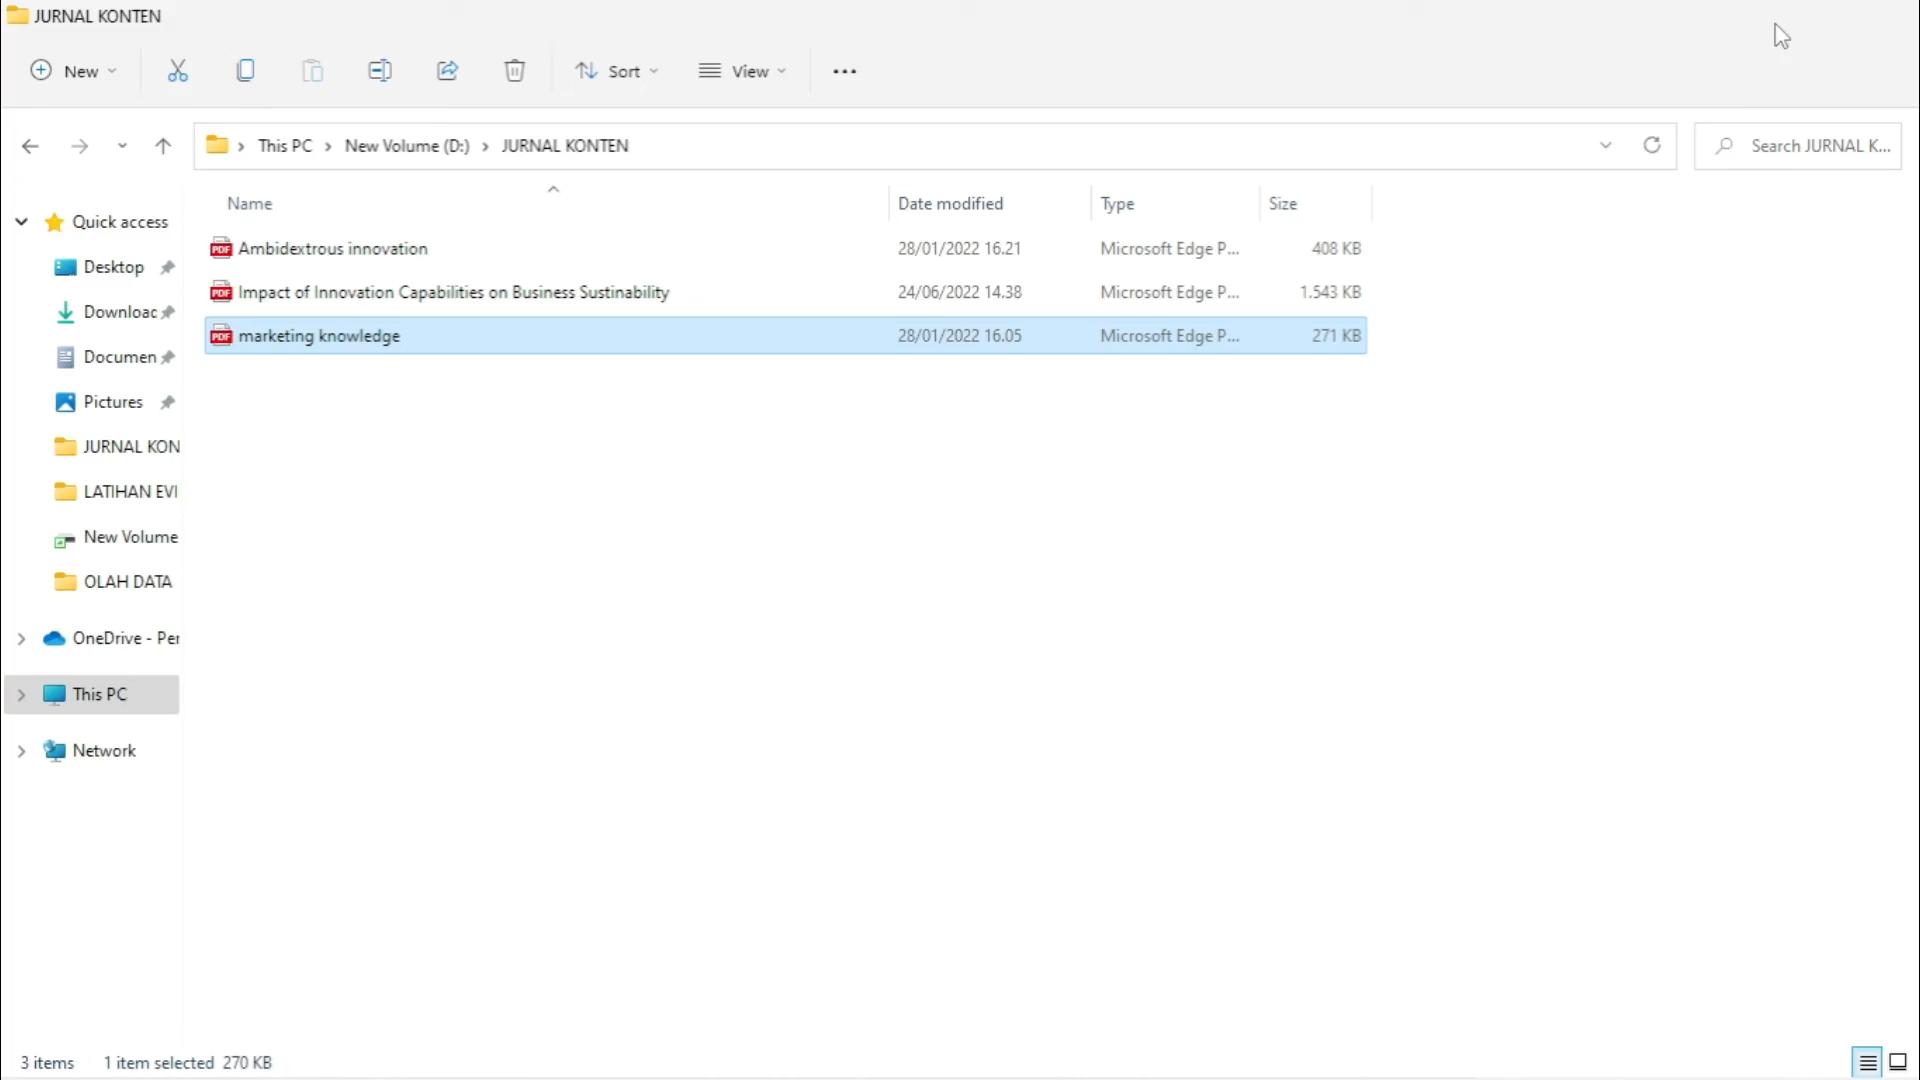 JURNAL KONTEN
New
Sort
View
This PC > New Volume (D:) > JURNAL KONTEN
Search JURNAL K...
Name Date modified Type Size
PDF Ambidextrous innovation 28/01/2022 16.21 Microsoft Edge P... 408 KB
PDF Impact of Innovation Capabilities on Business Sustinability 24/06/2022 14.38 Microsoft Edge P... 1.543 KB
PDF marketing knowledge 28/01/2022 16.05 Microsoft Edge P... 271 KB
Quick access
Desktop
Downloac
Documen
Pictures
JURNAL KON
LATIHAN EVI
New Volume
OLAH DATA
OneDrive - Per
This PC
Network
3 items 1 item selected 270 KB